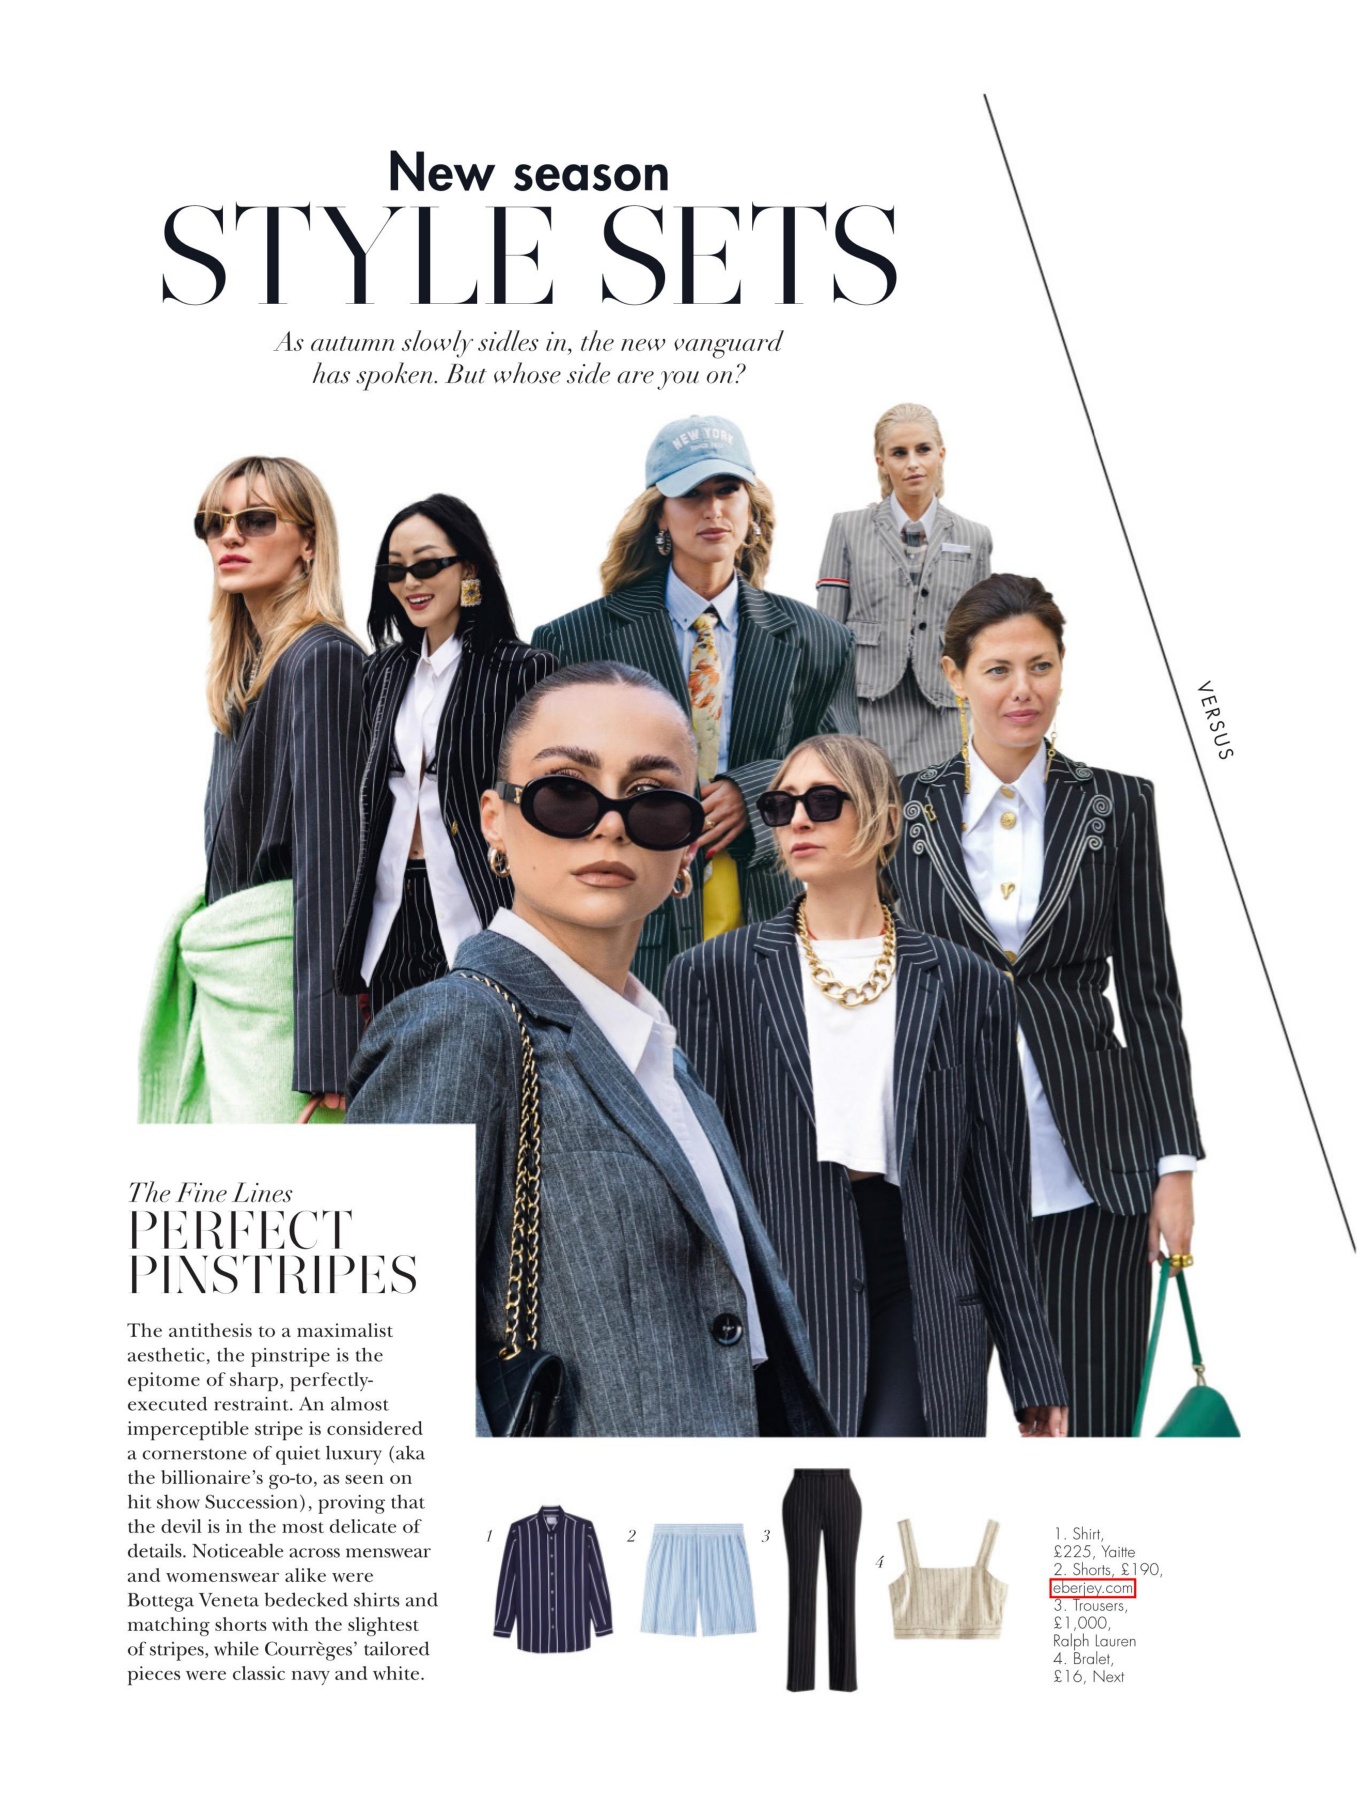 New season
STYLE SETS
As autumn slowly sidles in, the new vanguard
has spoken. But whose side are you on?
NEW YORK
VERSUS
The Fine Lines
PERFECT
PINSTRIPES
The antithesis to a maximalist
aesthetic, the pinstripe is the
epitome of sharp, perfectly-
executed restraint. An almost
imperceptible stripe is considered
a cornerstone of quiet luxury (aka
the billionaire’s go-to, as seen on
hit show Succession), proving that
the devil is in the most delicate of
details. Noticeable across menswear
and womenswear alike were
Bottega Veneta bedecked shirts and
matching shorts with the slightest
of stripes, while Courrèges’ tailored
pieces were classic navy and white.
1
2
3
4
1. Shirt,
£225, Yaitte
2. Shorts, £190,
eberjey.com
3. Trousers,
£1,000,
Ralph Lauren
4. Bralet,
£16, Next